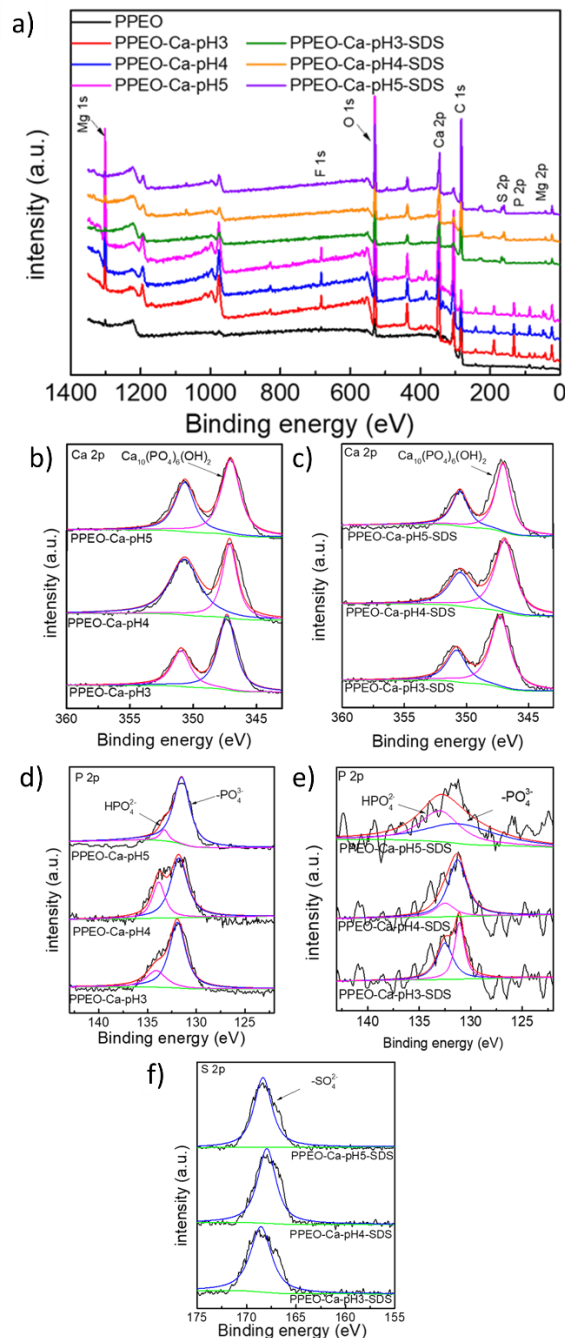 a)
PPEO
PPEO-Ca-pH3
PPEO-Ca-pH4
PPEO-Ca-pH5
PPEO-Ca-pH3-SDS
PPEO-Ca-pH4-SDS
PPEO-Ca-pH5-SDS
Mg 1s
F 1s
O 1s
Ca 2p
C 1s
S 2p
P 2p
Mg 2p
intensity (a.u.)
1400 1200 1000 800 600 400 200 0
Binding energy (eV)
b)
Ca 2p
Ca10(PO4)6(OH)2
PPEO-Ca-pH5
PPEO-Ca-pH4
PPEO-Ca-pH3
intensity (a.u.)
360 355 350 345
Binding energy (eV)
c)
Ca 2p
Ca10(PO4)6(OH)2
PPEO-Ca-pH5-SDS
PPEO-Ca-pH4-SDS
PPEO-Ca-pH3-SDS
intensity (a.u.)
360 355 350 345
Binding energy (eV)
d)
P 2p
HPO4^2-
-PO4^3-
PPEO-Ca-pH5
PPEO-Ca-pH4
PPEO-Ca-pH3
intensity (a.u.)
140 135 130 125
Binding energy (eV)
e)
P 2p
HPO4^2-
-PO4^3-
PPEO-Ca-pH5-SDS
PPEO-Ca-pH4-SDS
PPEO-Ca-pH3-SDS
intensity (a.u.)
140 135 130 125
Binding energy (eV)
f)
S 2p
-SO4^2-
PPEO-Ca-pH5-SDS
PPEO-Ca-pH4-SDS
PPEO-Ca-pH3-SDS
intensity (a.u.)
175 170 165 160 155
Binding energy (eV)